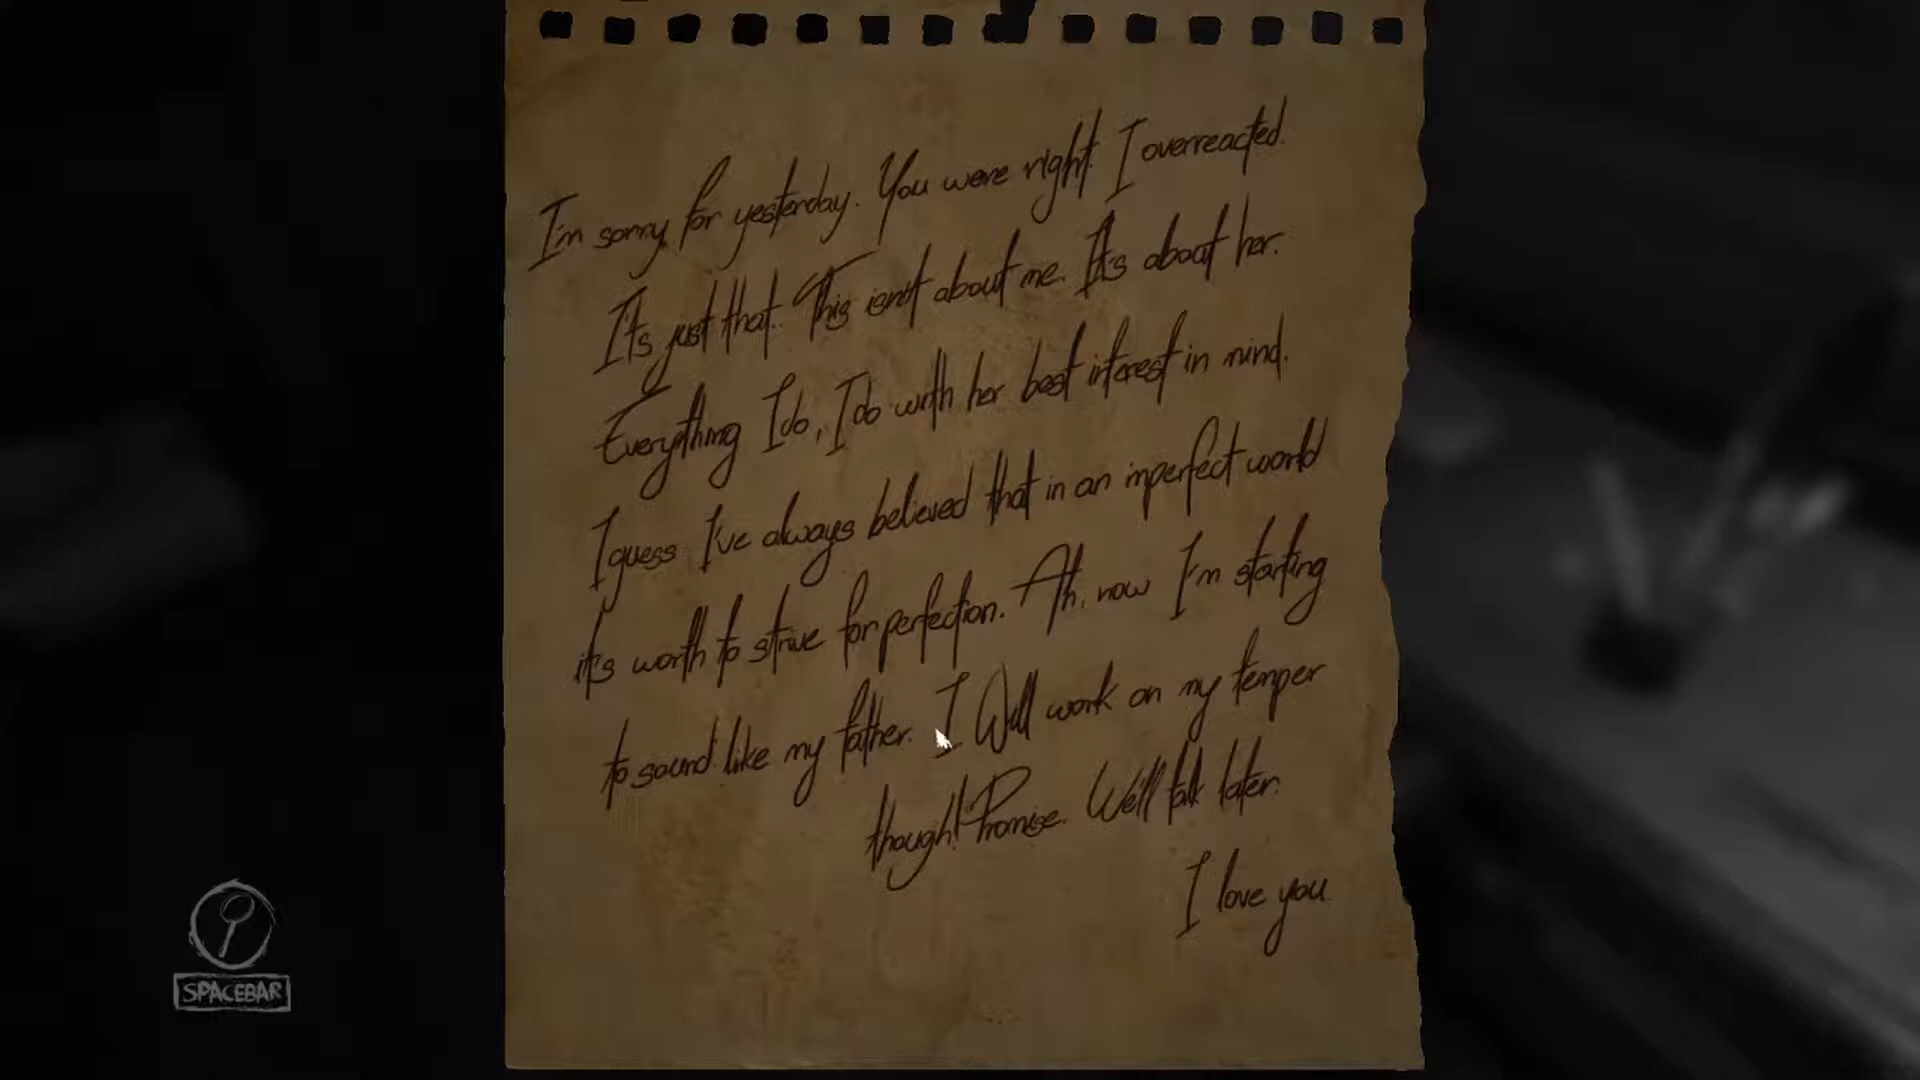 I'm sorry for yesterday. You were right. I overreacted.
It's just that. This isn't about me. It's about her.
Everything I do, I do with her best interest in mind.
I guess I've always believed that in an imperfect world
it's worth to strive for perfection. Ah, now I'm starting
to sound like my father. I Will work on my temper
though! Promise. We'll talk later.
I love you
SPACEBAR